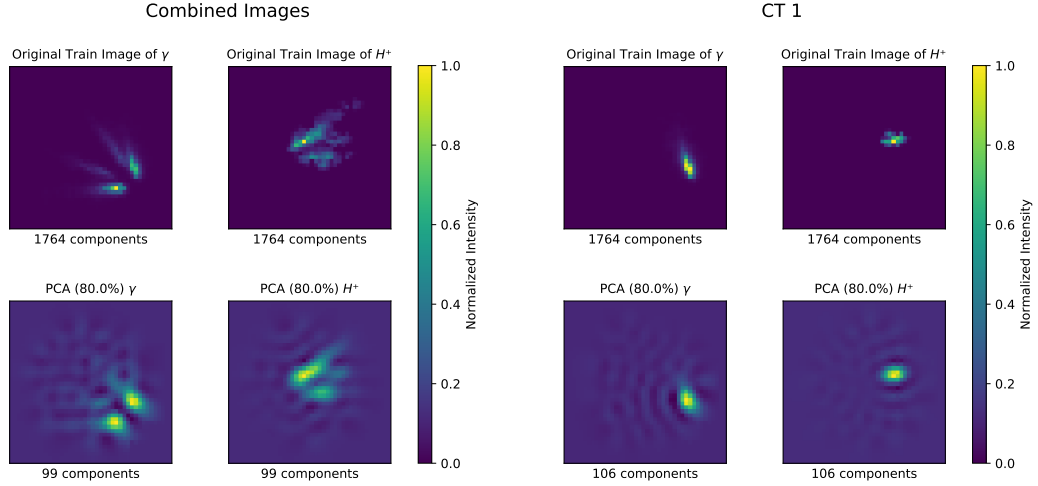 Combined Images
CT 1
Original Train Image of γ
Original Train Image of H⁺
Original Train Image of γ
Original Train Image of H⁺
1764 components
1764 components
1764 components
1764 components
PCA (80.0%) γ
PCA (80.0%) H⁺
PCA (80.0%) γ
PCA (80.0%) H⁺
99 components
99 components
106 components
106 components
1.0
0.8
0.6
0.4
0.2
0.0
Normalized Intensity
1.0
0.8
0.6
0.4
0.2
0.0
Normalized Intensity